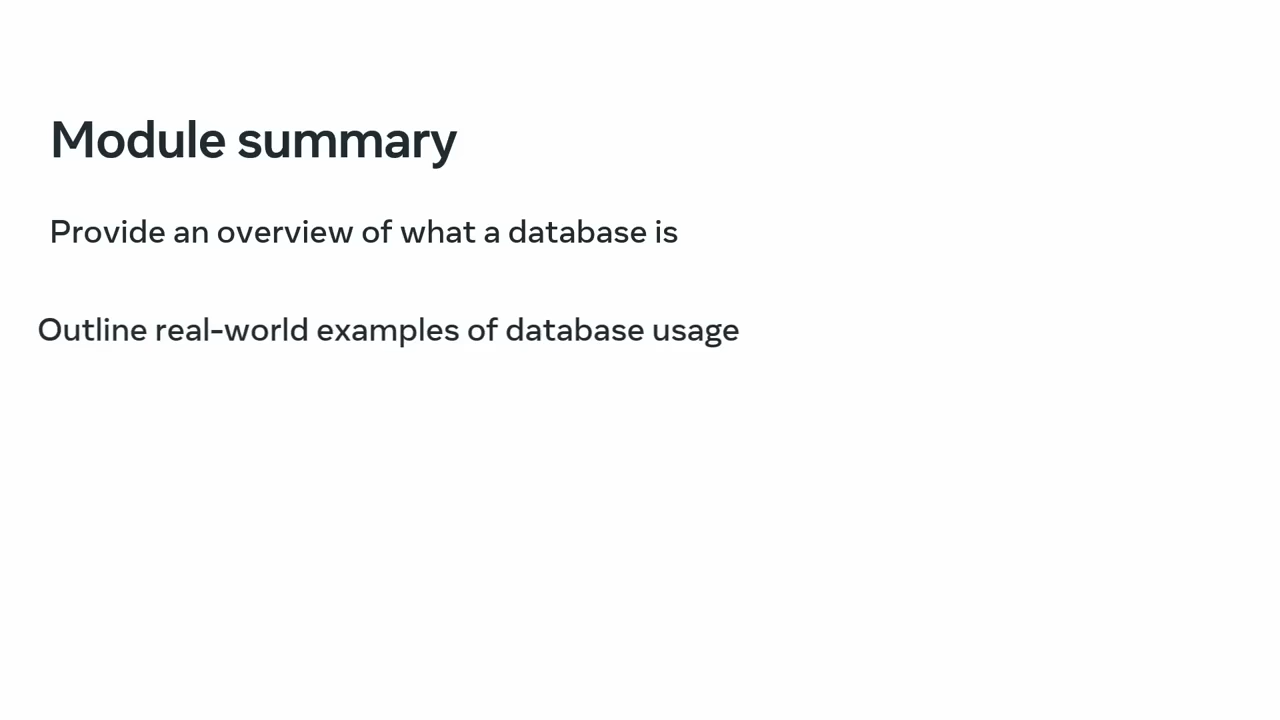 Module summary
Provide an overview of what a database is
Outline real-world examples of database usage